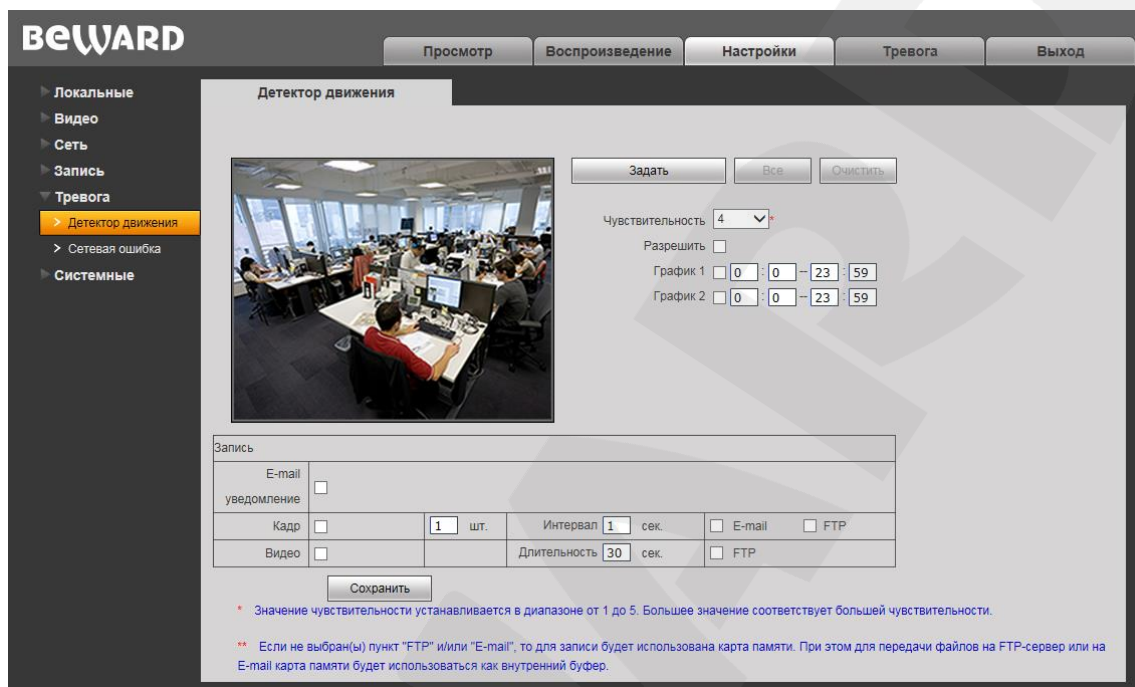 BEWARD
Просмотр Воспроизведение Настройки Тревога Выход
Локальные
Видео
Сеть
Запись
Тревога
> Детектор движения
> Сетевая ошибка
Системные
Детектор движения
Задать Все Очистить
Чувствительность 4 *
Разрешить
График 1 0 : 0 – 23 : 59
График 2 0 : 0 – 23 : 59
Запись
E-mail
уведомление
Кадр 1 шт. Интервал 1 сек. E-mail FTP
Видео Длительность 30 сек. FTP
Сохранить
* Значение чувствительности устанавливается в диапазоне от 1 до 5. Большее значение соответствует большей чувствительности.
** Если не выбран(ы) пункт "FTP" и/или "E-mail", то для записи будет использована карта памяти. При этом для передачи файлов на FTP-сервер или на
E-mail карта памяти будет использоваться как внутренний буфер.